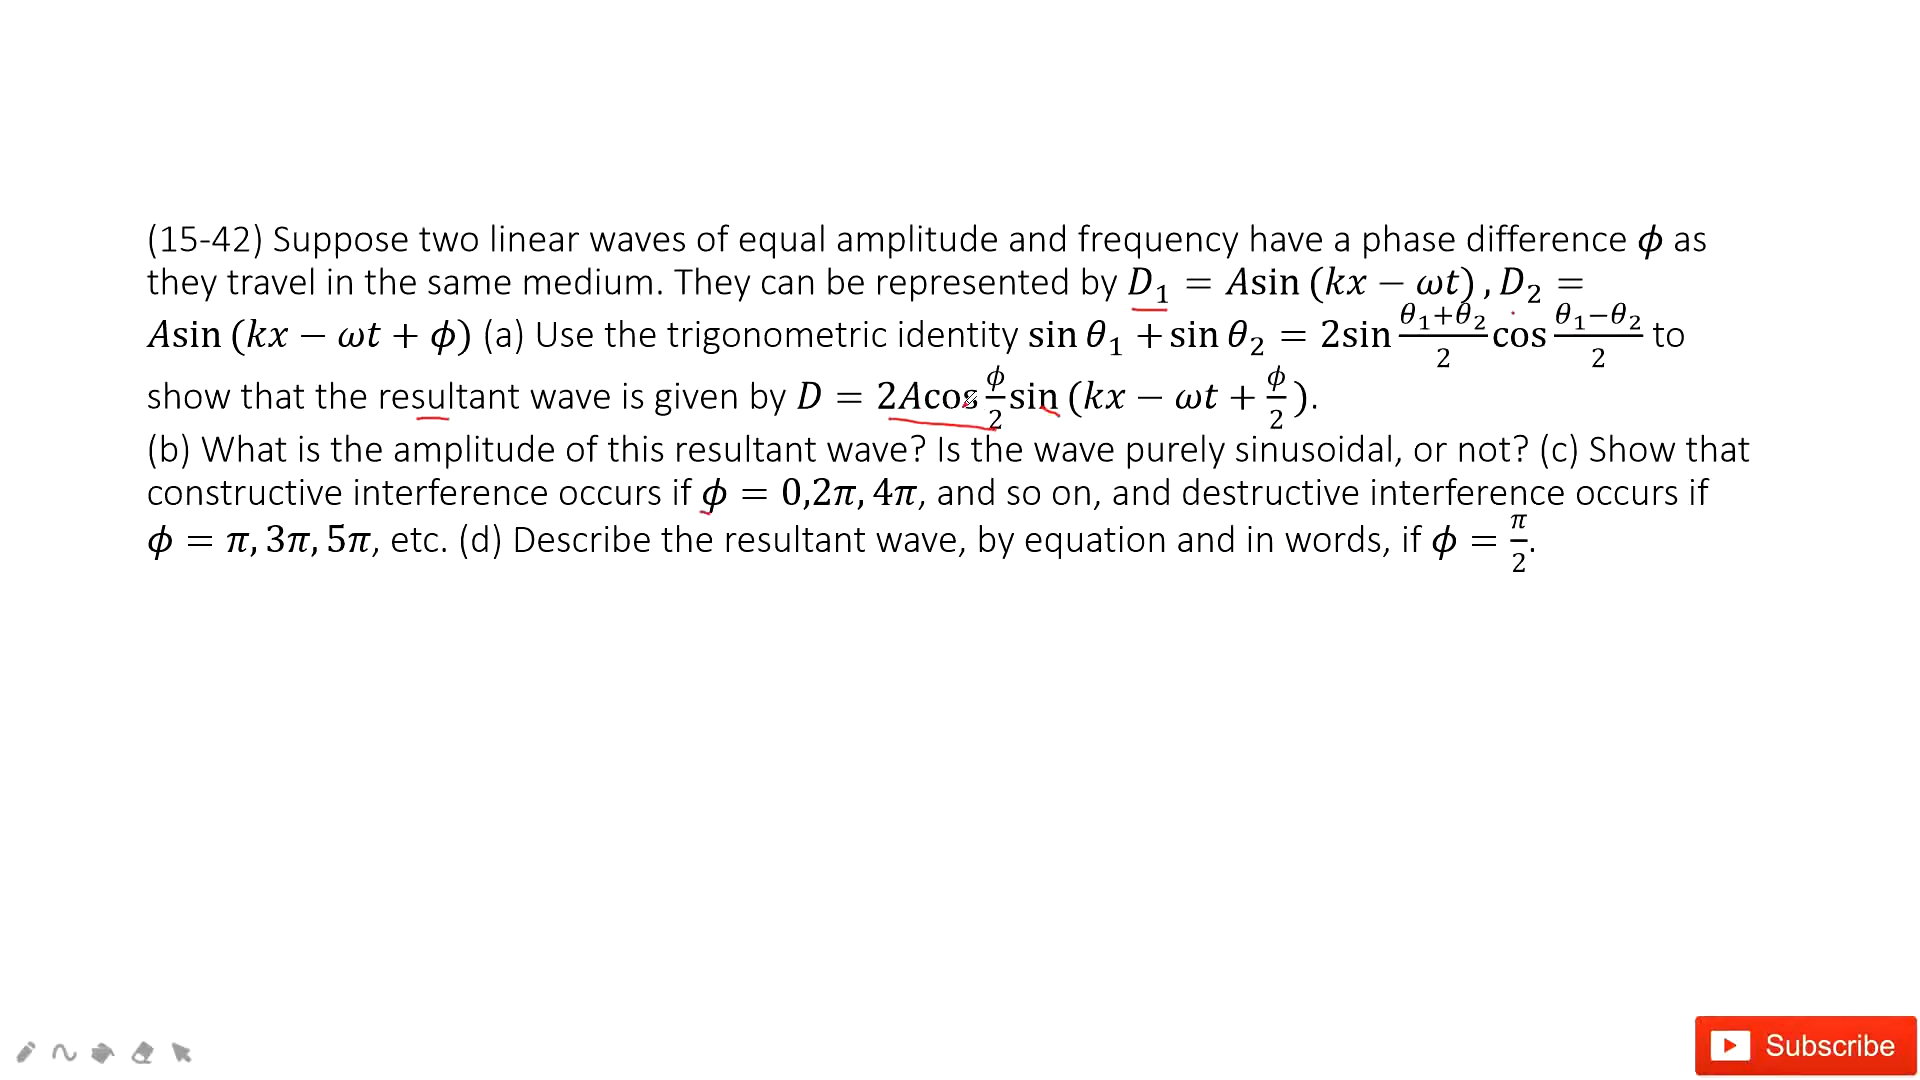 (15-42) Suppose two linear waves of equal amplitude and frequency have a phase difference ϕ as
they travel in the same medium. They can be represented by D₁ = Asin (kx − ωt), D₂ =
Asin (kx − ωt + ϕ) (a) Use the trigonometric identity sin θ₁ + sin θ₂ = 2sin (θ₁+θ₂)/2 cos (θ₁−θ₂)/2 to
show that the resultant wave is given by D = 2Acos ϕ/2 sin (kx − ωt + ϕ/2).
(b) What is the amplitude of this resultant wave? Is the wave purely sinusoidal, or not? (c) Show that
constructive interference occurs if ϕ = 0,2π, 4π, and so on, and destructive interference occurs if
ϕ = π, 3π, 5π, etc. (d) Describe the resultant wave, by equation and in words, if ϕ = π/2.
Subscribe